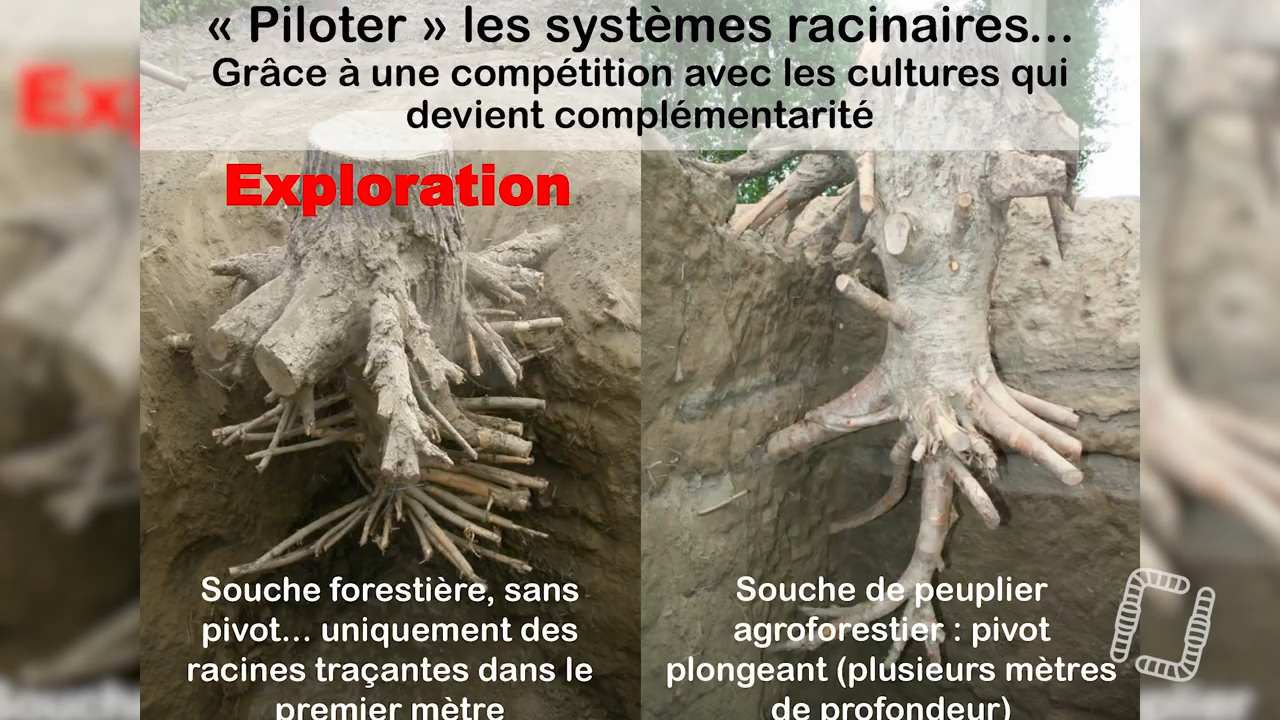 « Piloter » les systèmes racinaires...
Grâce à une compétition avec les cultures qui
devient complémentarité
Exploration
Souche forestière, sans
pivot... uniquement des
racines traçantes dans le
premier mètre
Souche de peuplier
agroforestier : pivot
plongeant (plusieurs mètres
de profondeur)